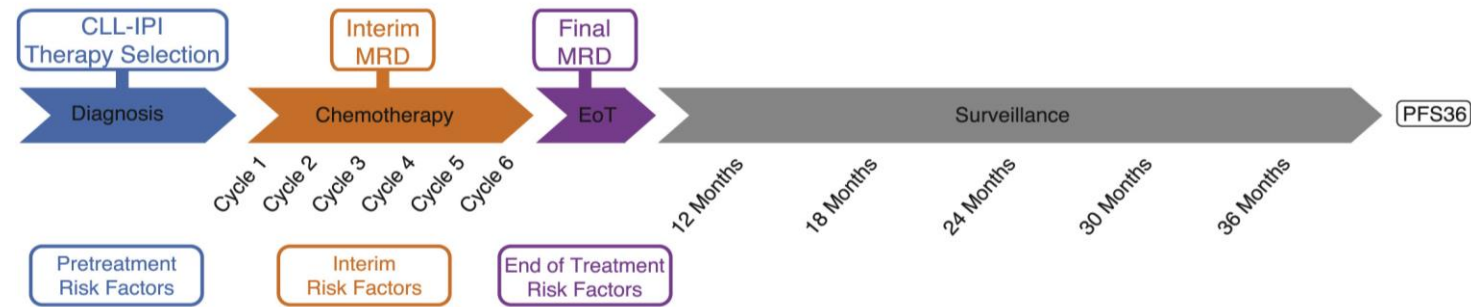 CLL-IPI
Therapy Selection
Interim
MRD
Final
MRD
Diagnosis
Chemotherapy
EoT
Surveillance
PFS36
Cycle 1
Cycle 2
Cycle 3
Cycle 4
Cycle 5
Cycle 6
12 Months
18 Months
24 Months
30 Months
36 Months
Pretreatment
Risk Factors
Interim
Risk Factors
End of Treatment
Risk Factors